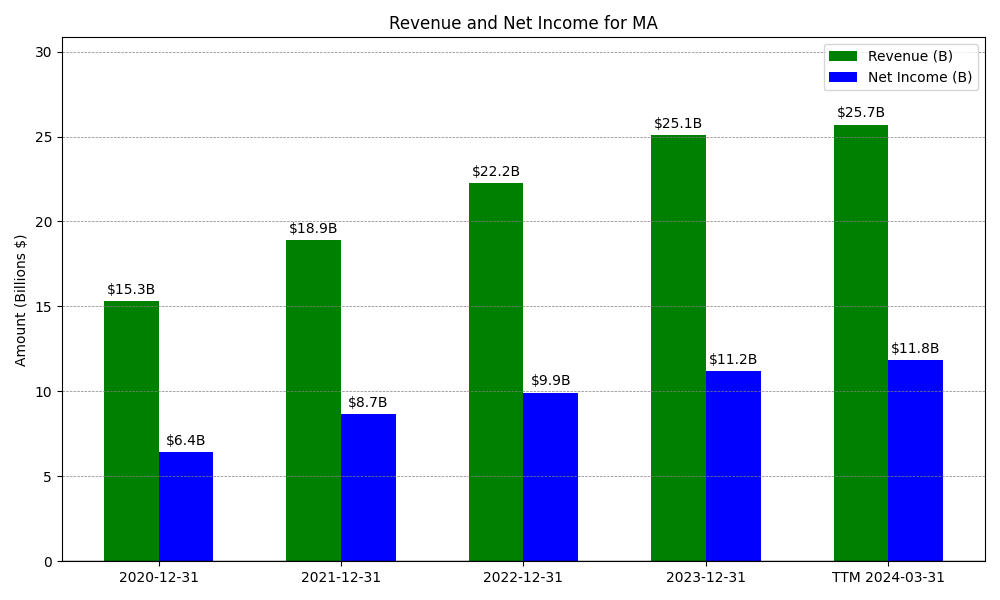 Revenue and Net Income for MA
Revenue (B)
Net Income (B)
Amount (Billions $)
30
25
20
15
10
5
0
$15.3B
$6.4B
$18.9B
$8.7B
$22.2B
$9.9B
$25.1B
$11.2B
$25.7B
$11.8B
2020-12-31
2021-12-31
2022-12-31
2023-12-31
TTM 2024-03-31